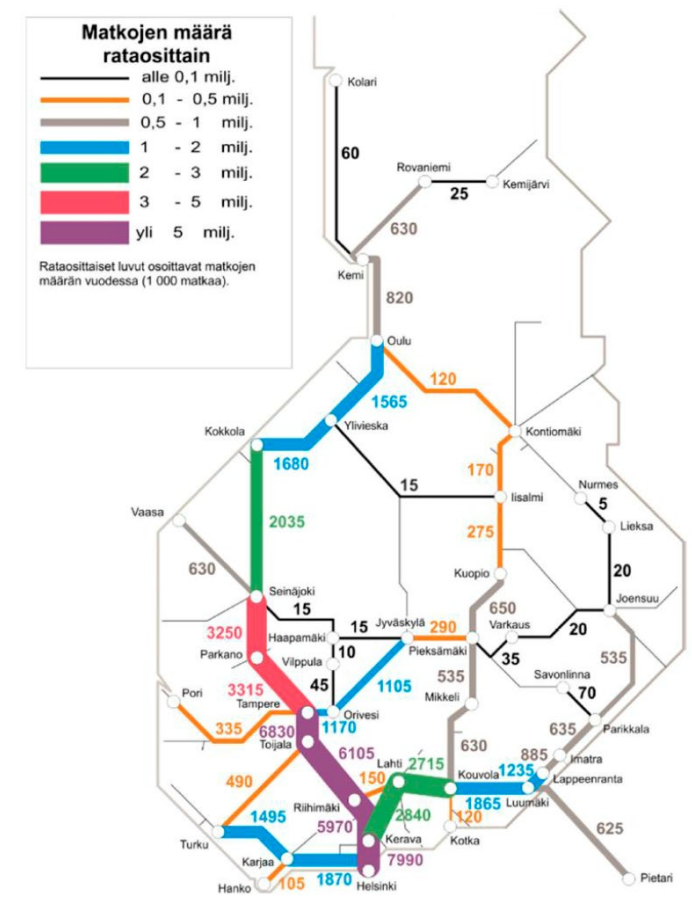 Matkojen määrä
rataosittain
alle 0,1 milj.
0,1 - 0,5 milj.
0,5 - 1 milj.
1 - 2 milj.
2 - 3 milj.
3 - 5 milj.
yli 5 milj.
Rataosittaiset luvut osoittavat matkojen
määrän vuodessa (1 000 matkaa).
Kolari
60
Rovaniemi
Kemijärvi
25
630
Kemi
820
Oulu
120
1565
Kokkola
Ylivieska
Kontiomäki
1680
170
15
Nurmes
Iisalmi
5
Vaasa
2035
Lieksa
275
630
Kuopio
20
Seinäjoki
Joensuu
15
650
3250
Haapamäki
15
Jyväskylä
290
Varkaus
20
Parkano
10
Pieksämäki
35
535
Vilppula
Savonlinna
3315
45
1105
535
70
Pori
Tampere
Mikkeli
Orivesi
Parikkala
335
6830
1170
635
Toijala
6105
630
885
Imatra
Lahti
2715
490
150
Kouvola
1235
Lappeenranta
1865
Luumäki
Riihimäki
2840
1495
5970
120
625
Turku
Kerava
Kotka
Karjaa
7990
Hanko
105
1870
Helsinki
Pietari